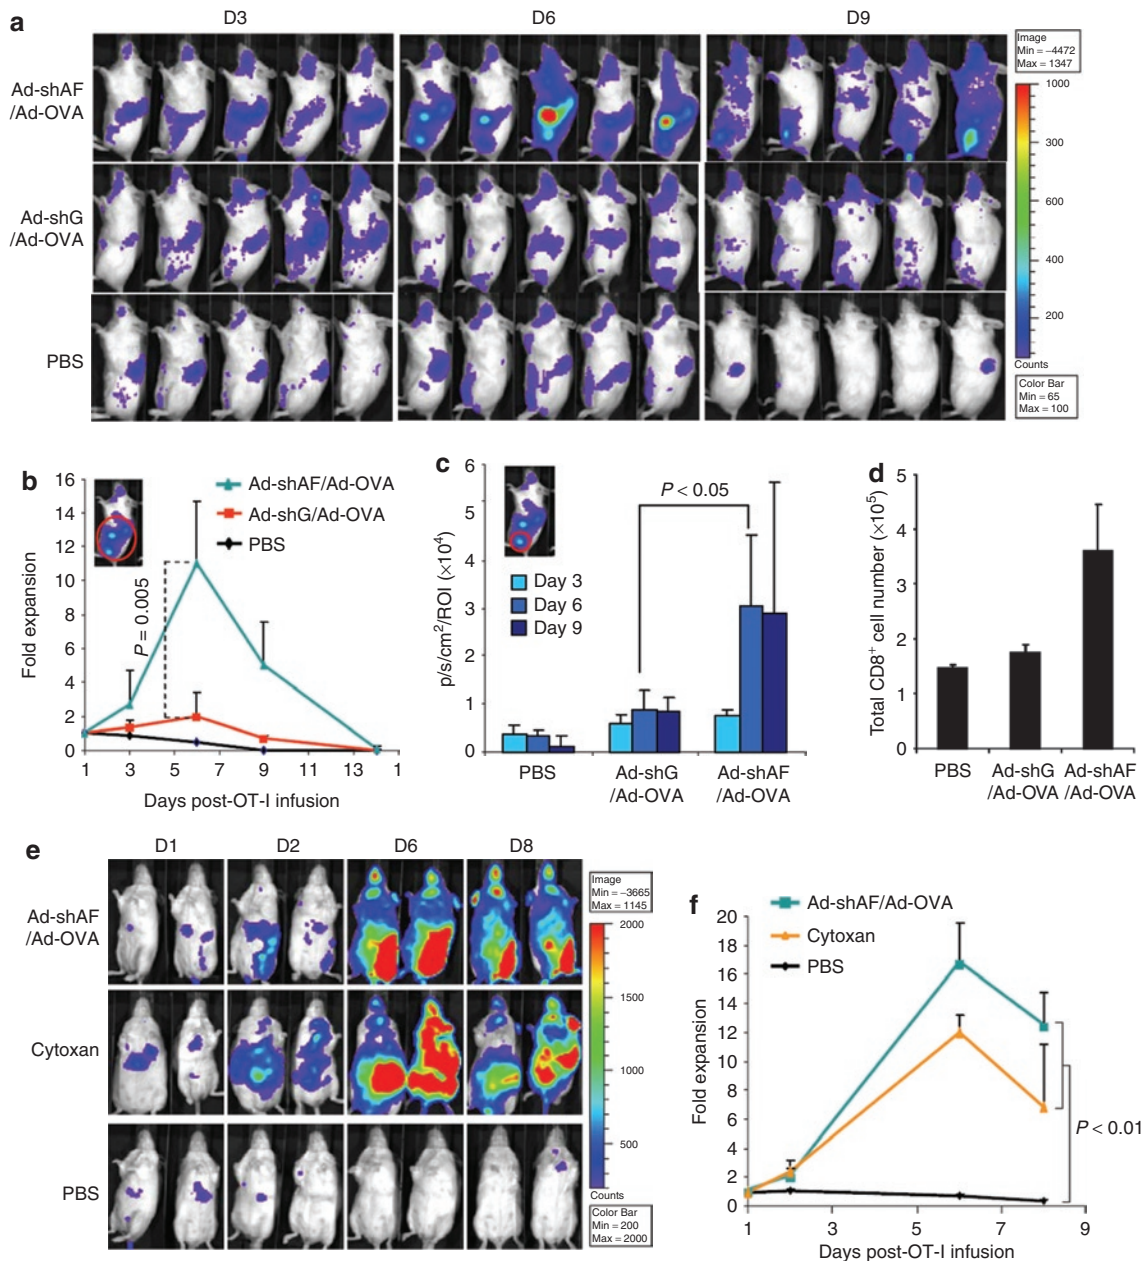 a
D3
D6
D9
Ad-shAF
/Ad-OVA
Ad-shG
/Ad-OVA
PBS
Image
Min = −4472
Max = 1347
1000
300
600
400
200
Counts
Color Bar
Min = 65
Max = 100
b
16
14
12
10
8
6
4
2
0
Fold expansion
P = 0.005
Ad-shAF/Ad-OVA
Ad-shG/Ad-OVA
PBS
1 3 5 7 9 11 13 1
Days post-OT-I infusion
c
6
5
4
3
2
1
0
p/s/cm²/ROI (×10⁴)
P < 0.05
Day 3
Day 6
Day 9
PBS
Ad-shG
/Ad-OVA
Ad-shAF
/Ad-OVA
d
5
4
3
2
1
0
Total CD8⁺ cell number (×10⁵)
PBS
Ad-shG
/Ad-OVA
Ad-shAF
/Ad-OVA
e
D1
D2
D6
D8
Ad-shAF
/Ad-OVA
Cytoxan
PBS
Image
Min = −3665
Max = 1145
2000
1500
1000
500
Counts
Color Bar
Min = 200
Max = 2000
f
20
18
16
14
12
10
8
6
4
2
0
Fold expansion
Ad-shAF/Ad-OVA
Cytoxan
PBS
P < 0.01
1 3 5 7 9
Days post-OT-I infusion